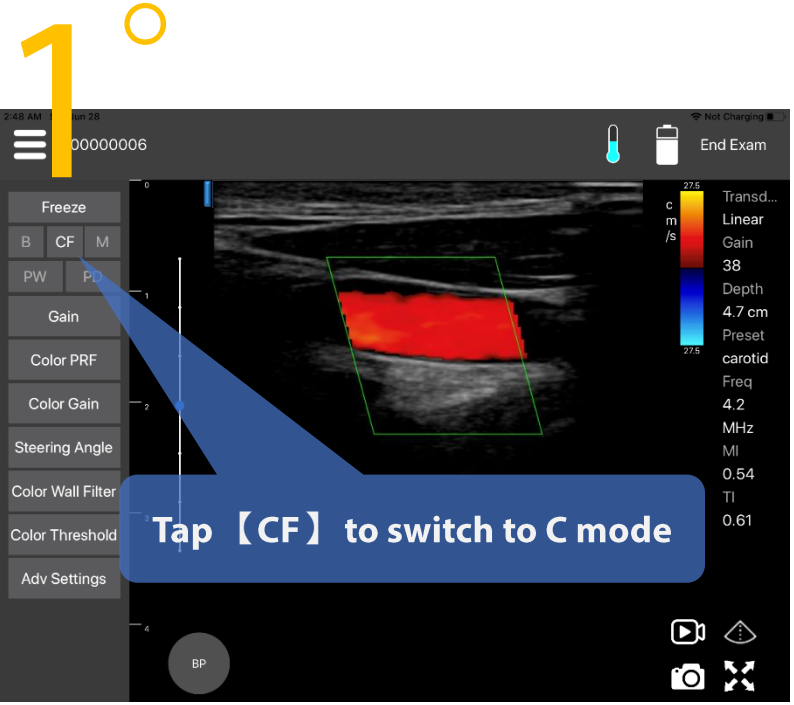 1°
2:48 AM
Jun 28
Not Charging
00000006
End Exam
Freeze
B CF M
PW PD
Gain
Color PRF
Color Gain
Steering Angle
Color Wall Filter
Color Threshold
Adv Settings
0
1
2
3
4
27.5
c
m
/s
27.5
Transd...
Linear
Gain
38
Depth
4.7 cm
Preset
carotid
Freq
4.2
MHz
MI
0.54
TI
0.61
Tap【CF】to switch to C mode
BP